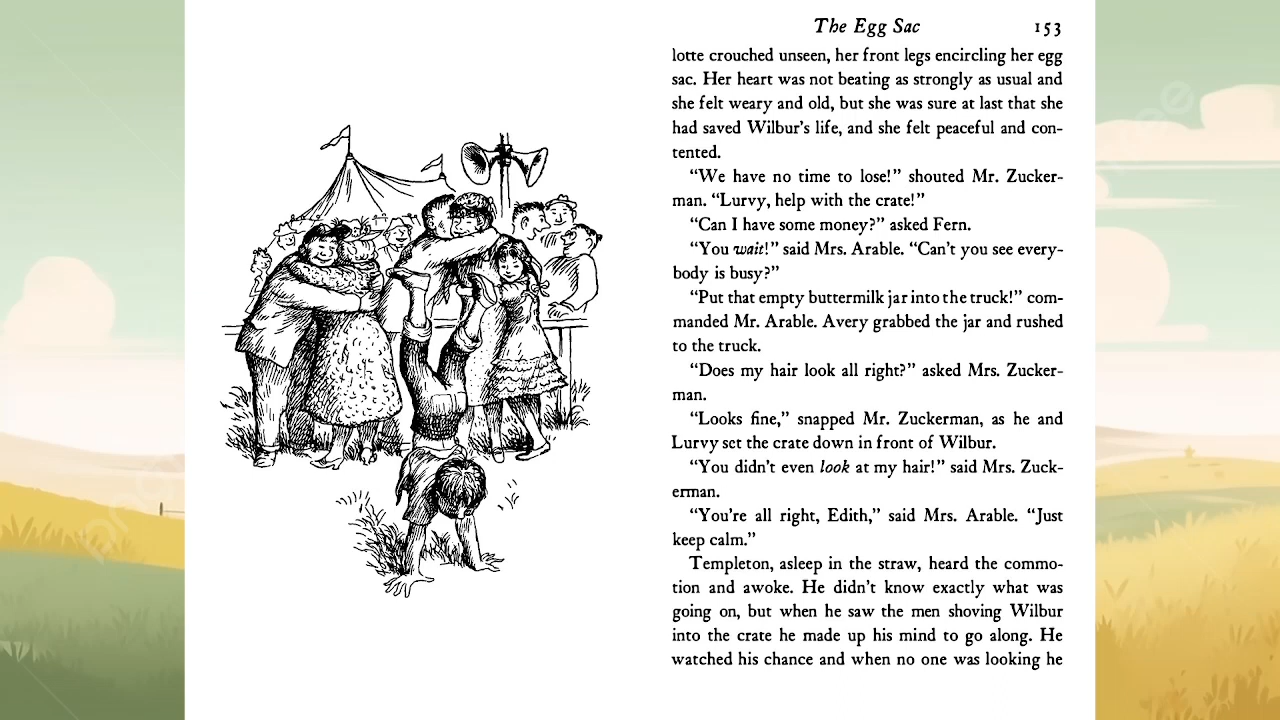 The Egg Sac 153
lotte crouched unseen, her front legs encircling her egg
sac. Her heart was not beating as strongly as usual and
she felt weary and old, but she was sure at last that she
had saved Wilbur's life, and she felt peaceful and con-
tented.
"We have no time to lose!" shouted Mr. Zucker-
man. "Lurvy, help with the crate!"
"Can I have some money?" asked Fern.
"You wait!" said Mrs. Arable. "Can't you see every-
body is busy?"
"Put that empty buttermilk jar into the truck!" com-
manded Mr. Arable. Avery grabbed the jar and rushed
to the truck.
"Does my hair look all right?" asked Mrs. Zucker-
man.
"Looks fine," snapped Mr. Zuckerman, as he and
Lurvy set the crate down in front of Wilbur.
"You didn't even look at my hair!" said Mrs. Zuck-
erman.
"You're all right, Edith," said Mrs. Arable. "Just
keep calm."
Templeton, asleep in the straw, heard the commo-
tion and awoke. He didn't know exactly what was
going on, but when he saw the men shoving Wilbur
into the crate he made up his mind to go along. He
watched his chance and when no one was looking he